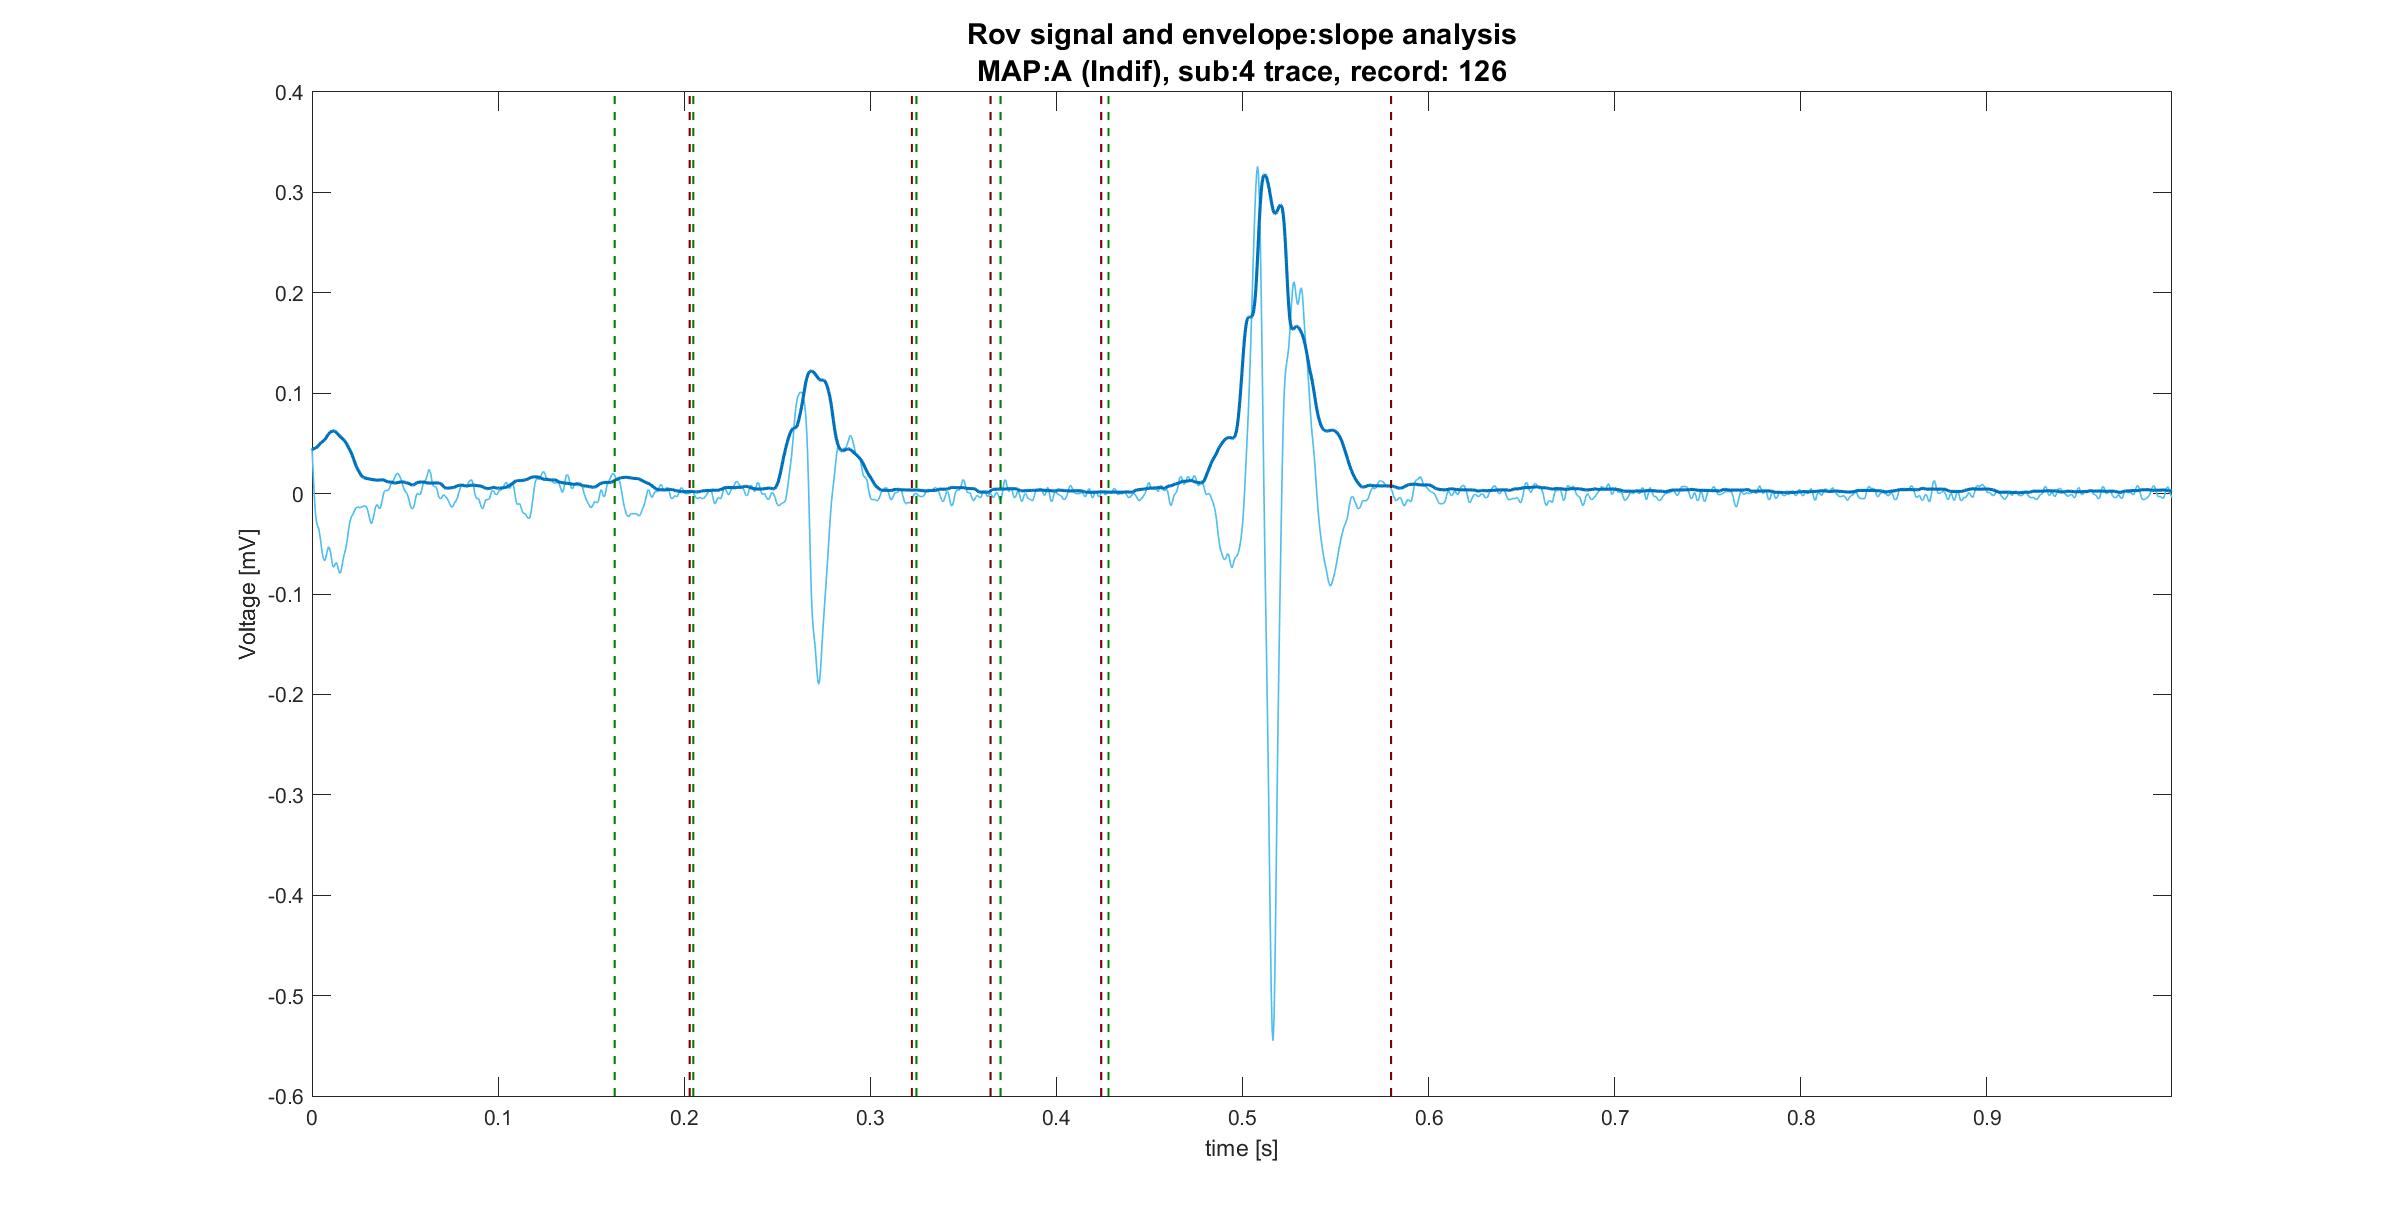 Rov signal and envelope:slope analysis
MAP:A (Indif), sub:4 trace, record: 126
0.4
0.3
0.2
0.1
0
-0.1
-0.2
-0.3
-0.4
-0.5
-0.6
Voltage [mV]
0 0.1 0.2 0.3 0.4 0.5 0.6 0.7 0.8 0.9
time [s]